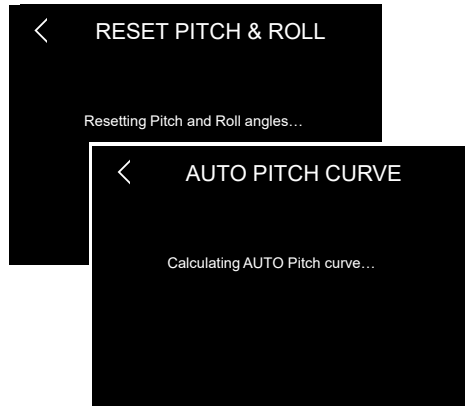 RESET PITCH & ROLL
Resetting Pitch and Roll angles…
AUTO PITCH CURVE
Calculating AUTO Pitch curve…